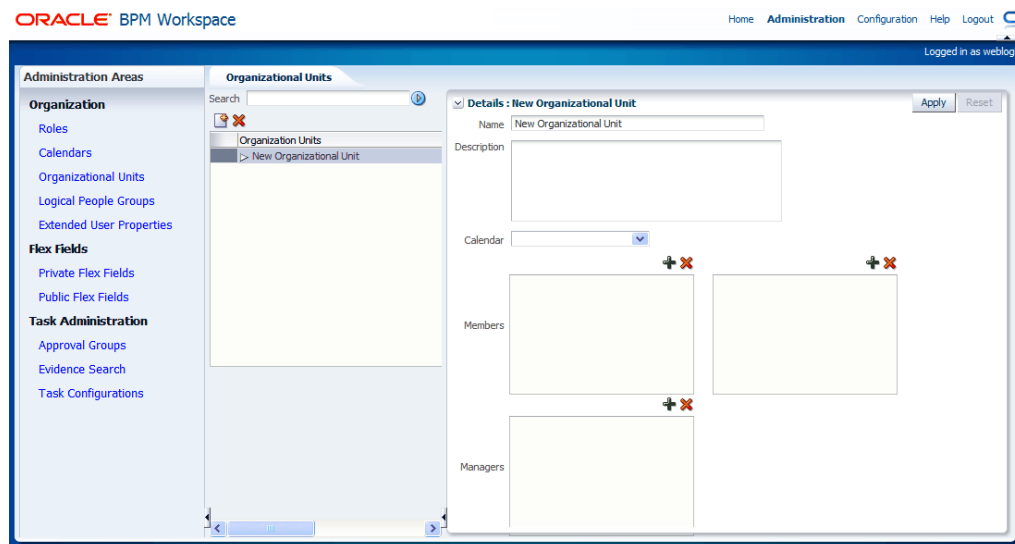 ORACLE BPM Workspace
Home Administration Configuration Help Logout
Logged in as weblog
Administration Areas
Organization
Roles
Calendars
Organizational Units
Logical People Groups
Extended User Properties
Flex Fields
Private Flex Fields
Public Flex Fields
Task Administration
Approval Groups
Evidence Search
Task Configurations
Organizational Units
Search
Organization Units
New Organizational Unit
Details : New Organizational Unit
Apply Reset
Name New Organizational Unit
Description
Calendar
Members
Managers